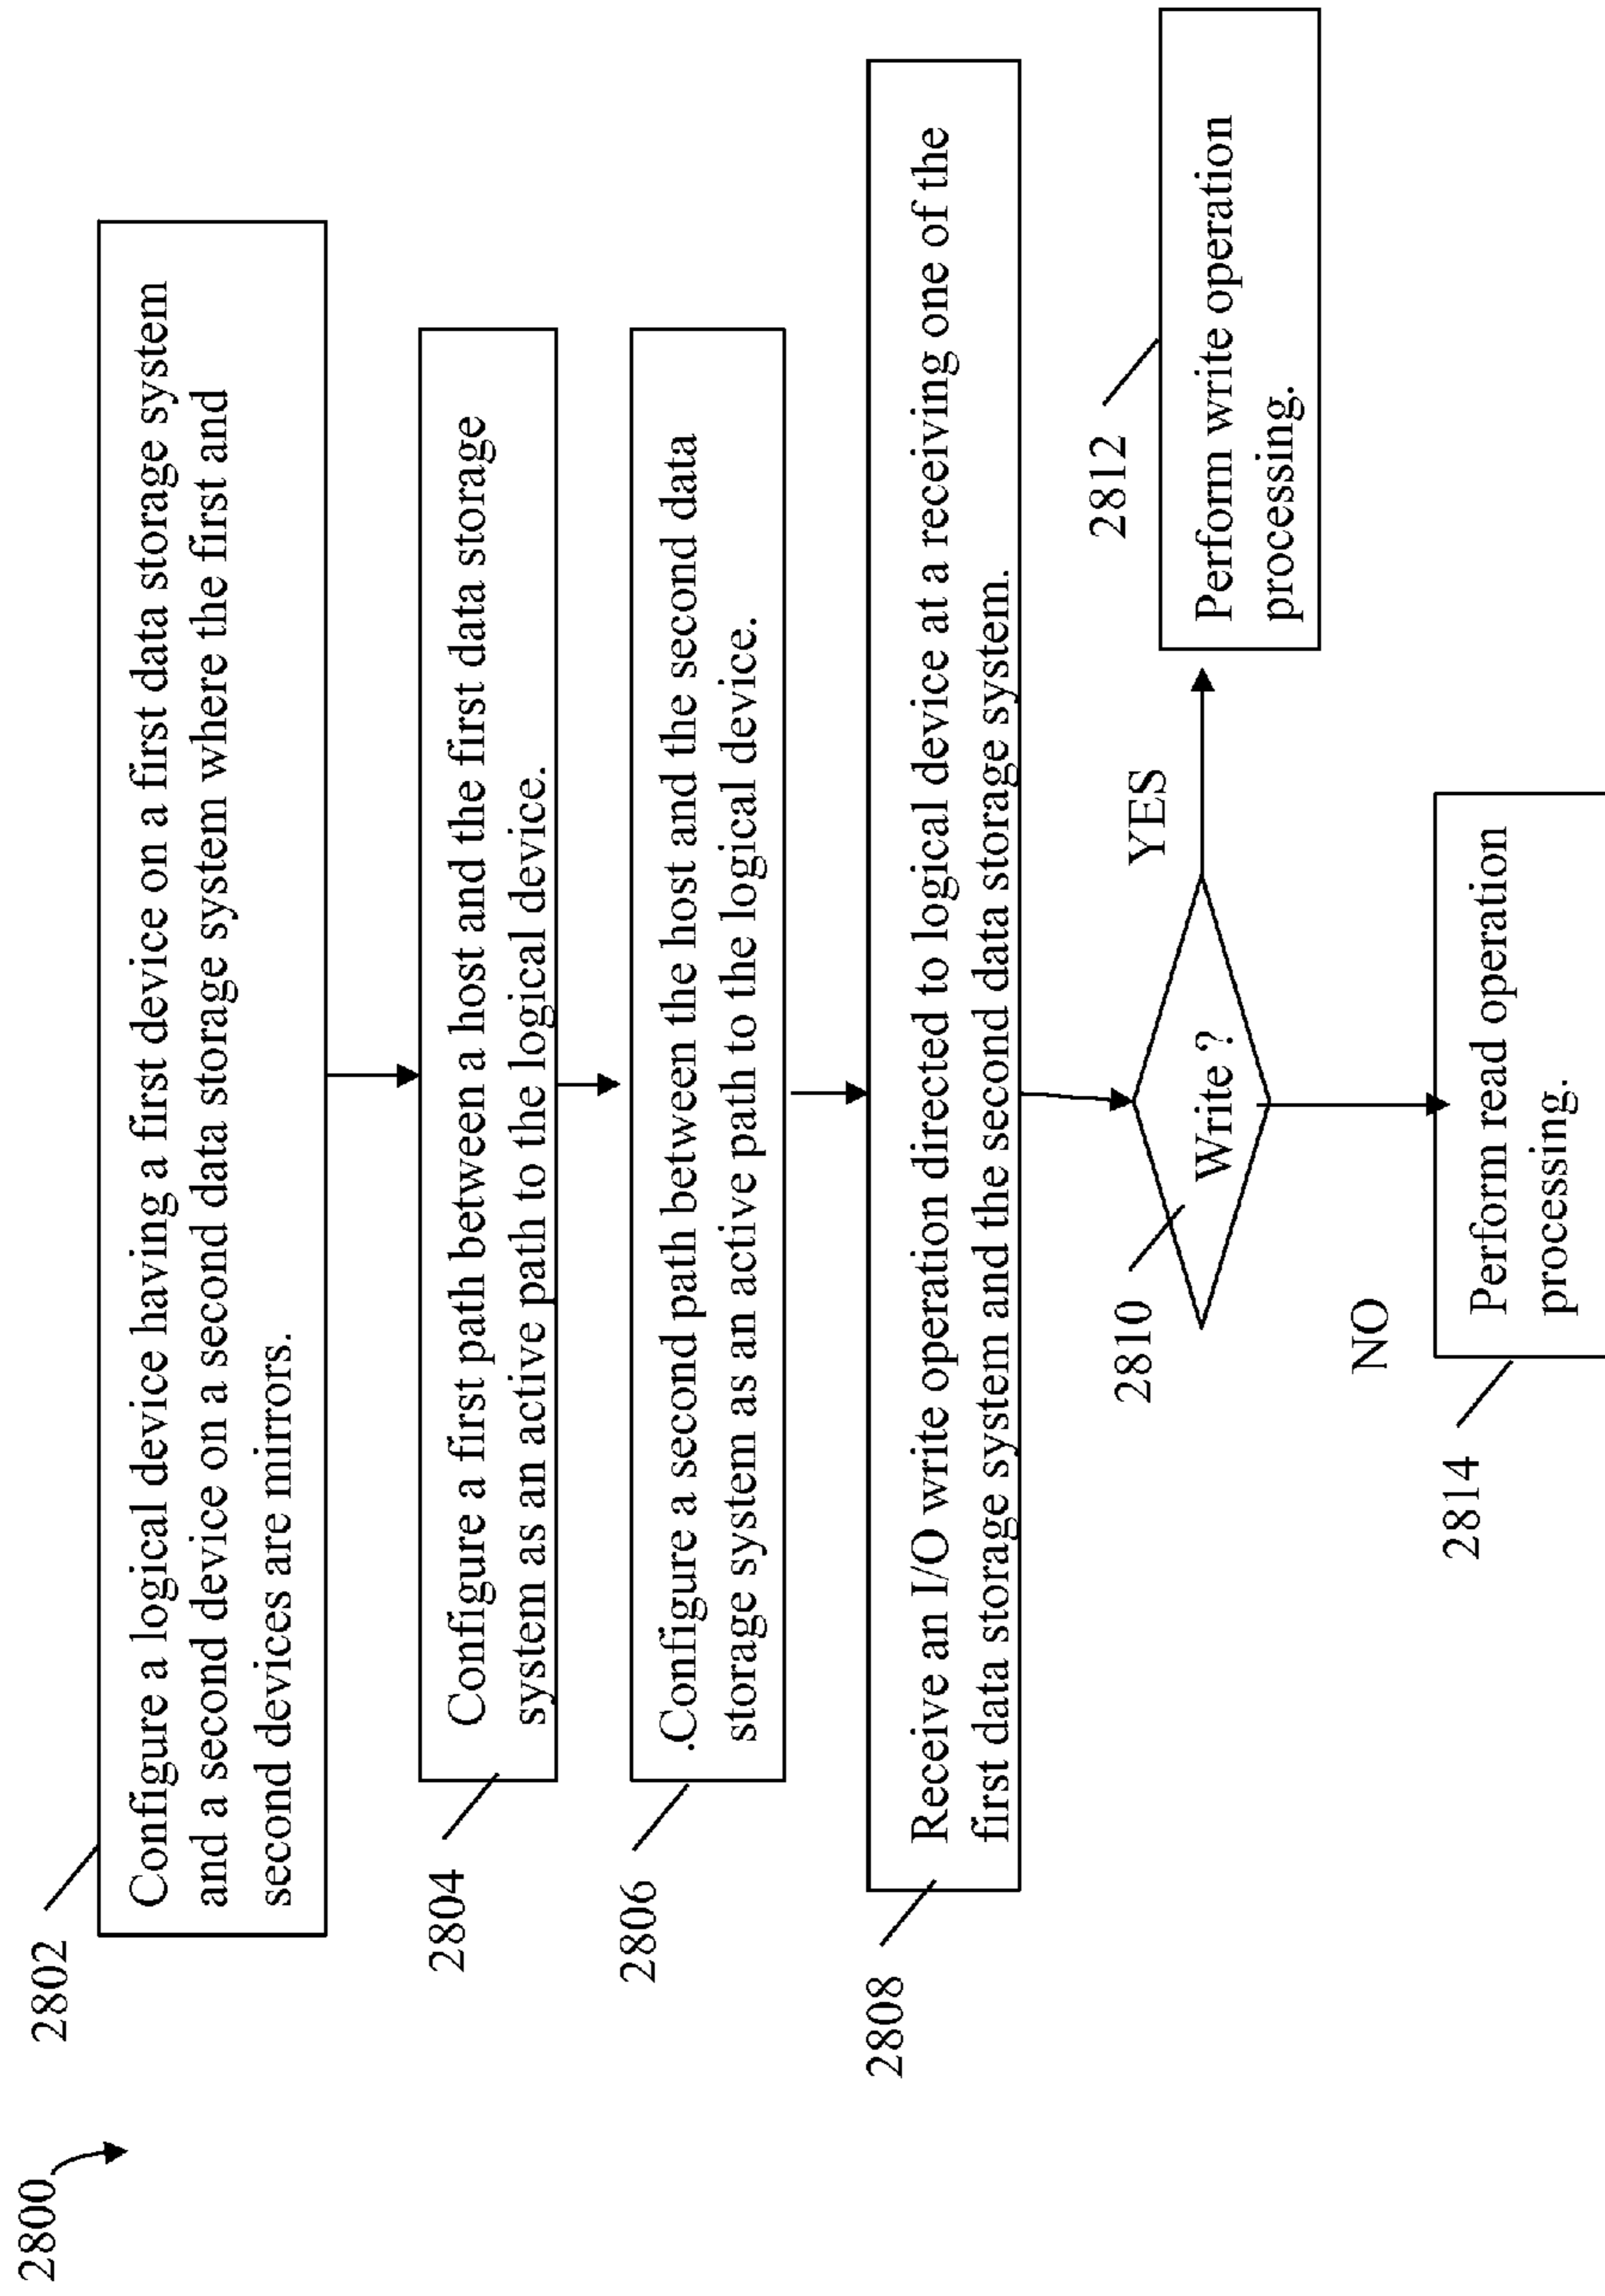 2800
2802
Configure a logical device having a first device on a first data storage system
and a second device on a second data storage system where the first and
second devices are mirrors.
2804
Configure a first path between a host and the first data storage
system as an active path to the logical device.
2806
.Configure a second path between the host and the second data
storage system as an active path to the logical device.
2808
Receive an I/O write operation directed to logical device at a receiving one of the
first data storage system and the second data storage system.
2810
Write ?
YES
2812
Perform write operation
processing.
NO
2814
Perform read operation
processing.